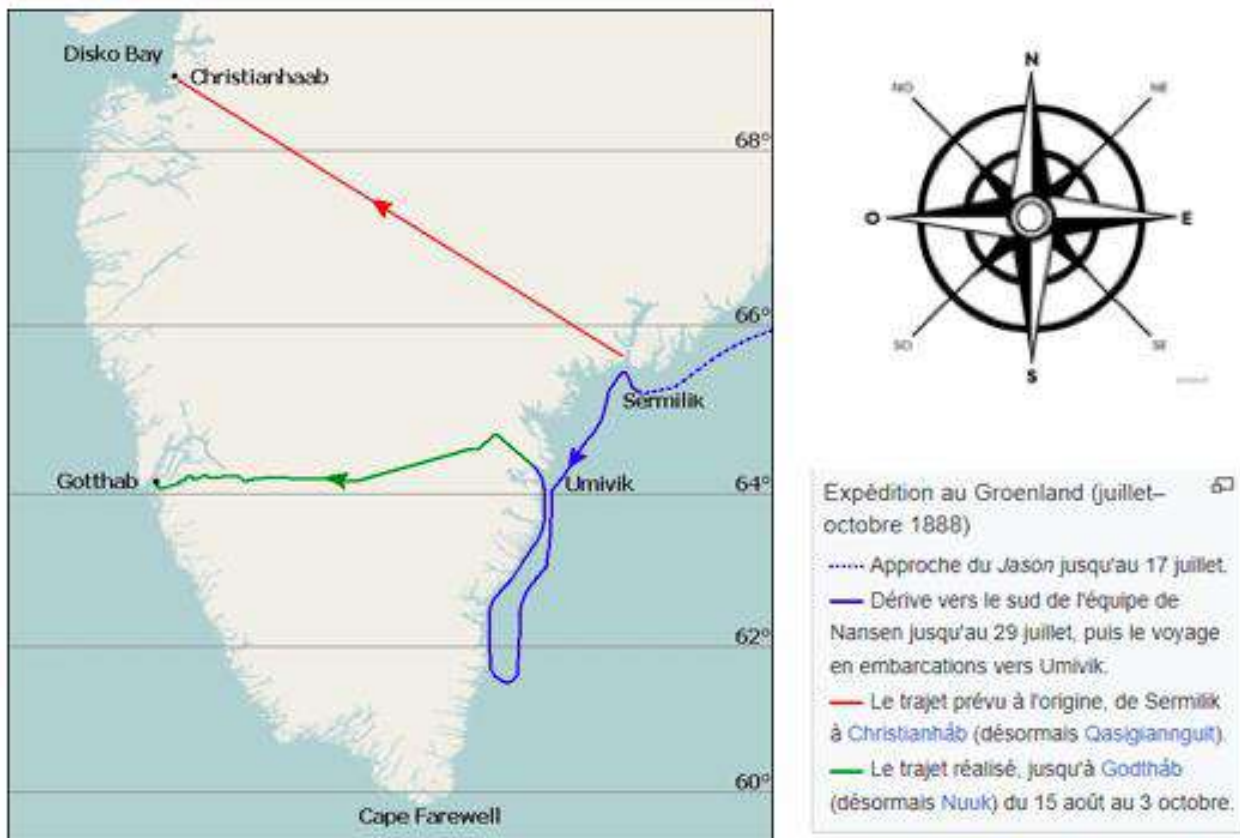 Disko Bay
Christianhaab
68°
66°
Sermilik
Gotthab
Umivik
64°
62°
60°
Cape Farewell
N
NO
NE
O
E
SO
SE
S
Expédition au Groenland (juillet–
octobre 1888)
Approche du Jason jusqu'au 17 juillet.
Dérive vers le sud de l'équipe de
Nansen jusqu'au 29 juillet, puis le voyage
en embarcations vers Umivik.
Le trajet prévu à l'origine, de Sermilik
à Christianhåb (désormais Qasigiannguit).
Le trajet réalisé, jusqu'à Godthåb
(désormais Nuuk) du 15 août au 3 octobre.